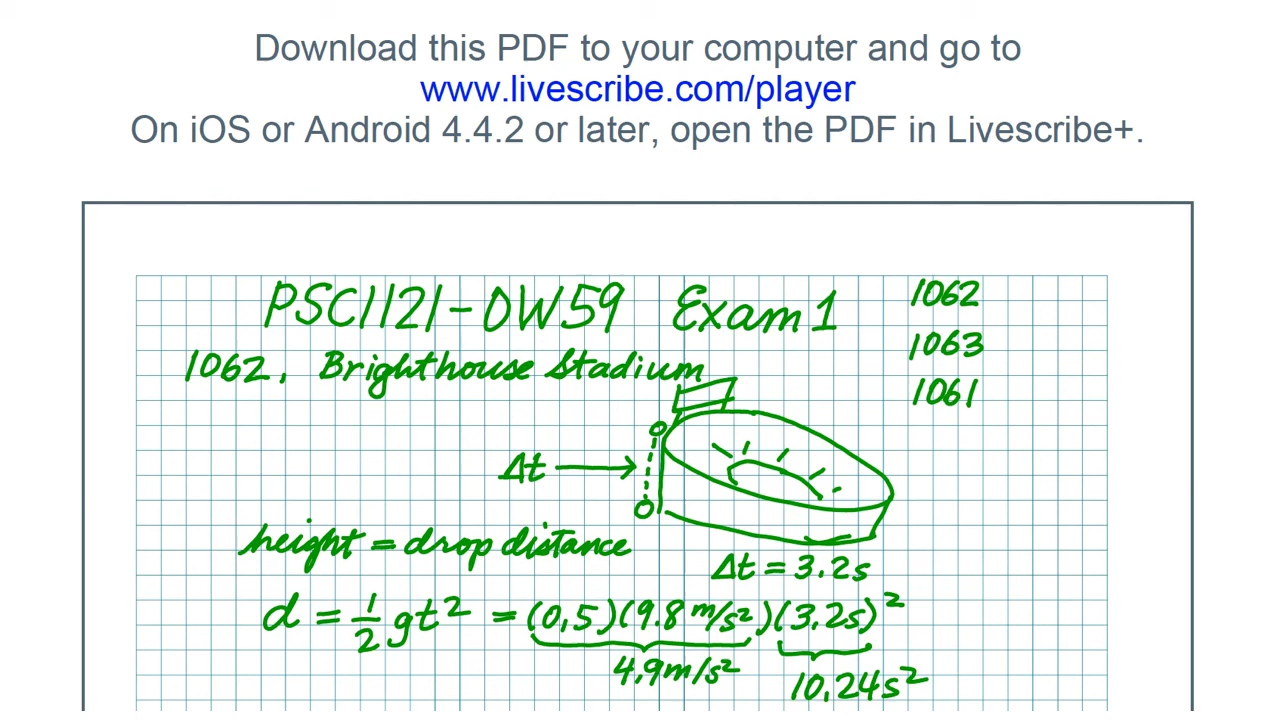 Download this PDF to your computer and go to
www.livescribe.com/player
On iOS or Android 4.4.2 or later, open the PDF in Livescribe+.
PSC1121-0W59 Exam 1
1062
1063
1061
1062. Brighthouse Stadium
Δt
height = drop distance
Δt = 3.2s
d = 1/2 gt² = (0.5)(9.8 m/s²)(3.2s)²
4.9m/s²
10.24s²